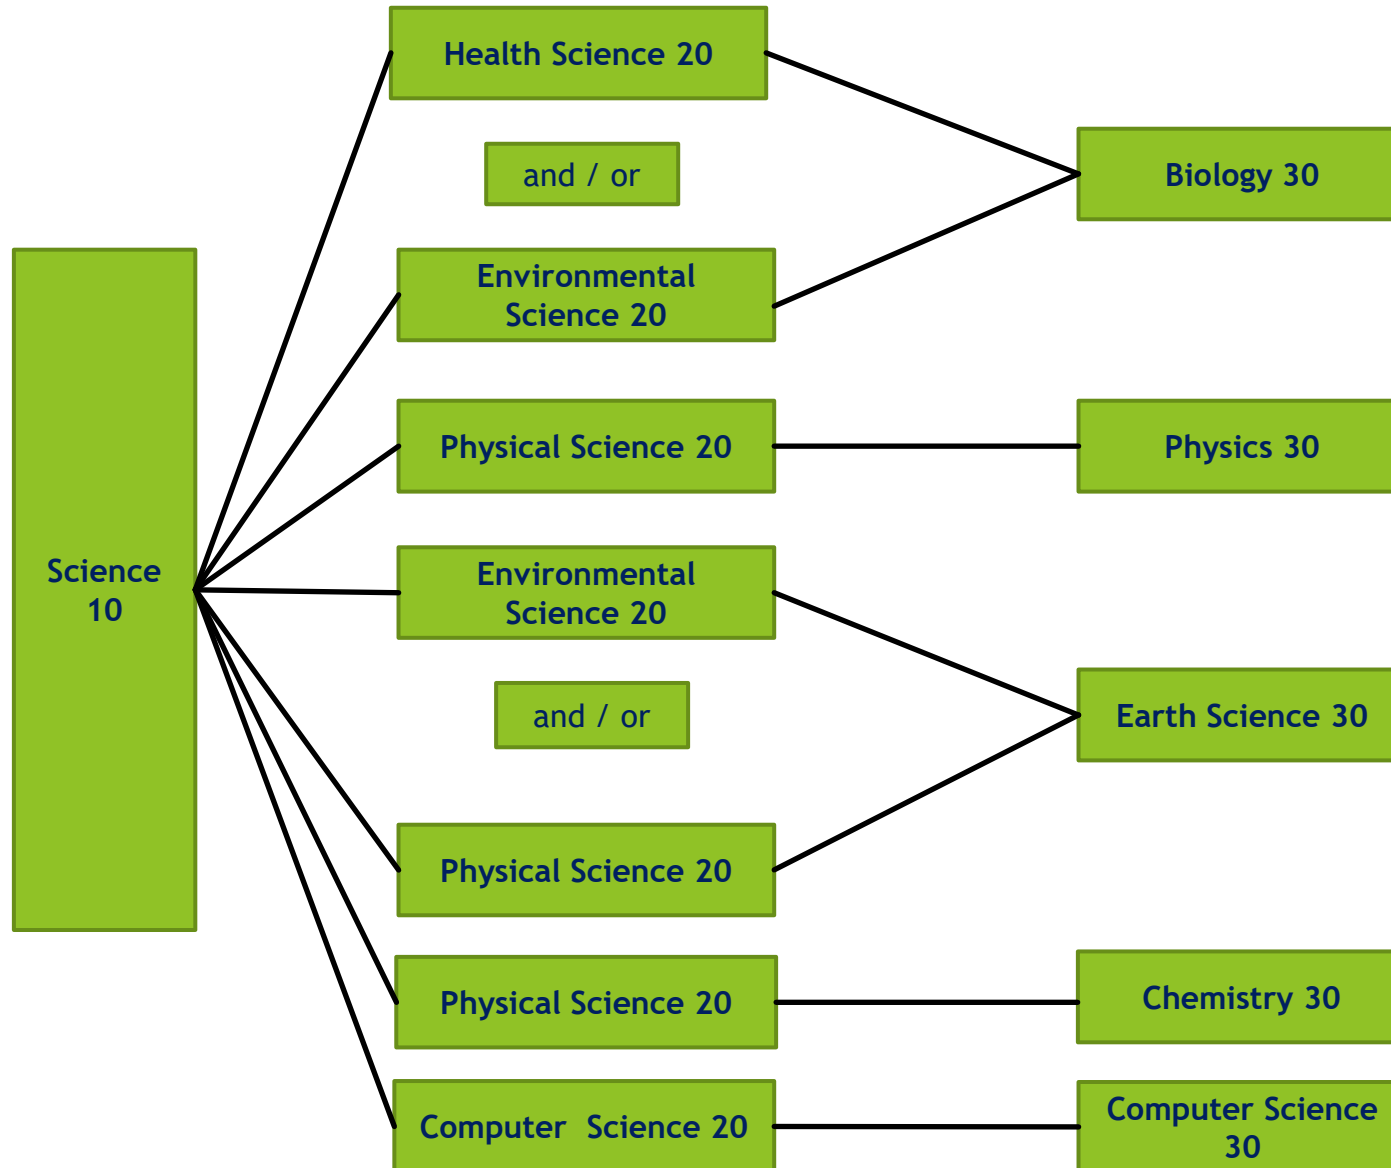 Health Science 20
and / or
Biology 30
Environmental
Science 20
Physical Science 20
Physics 30
Science
10
Environmental
Science 20
and / or
Earth Science 30
Physical Science 20
Physical Science 20
Chemistry 30
Computer  Science 20
Computer Science
30